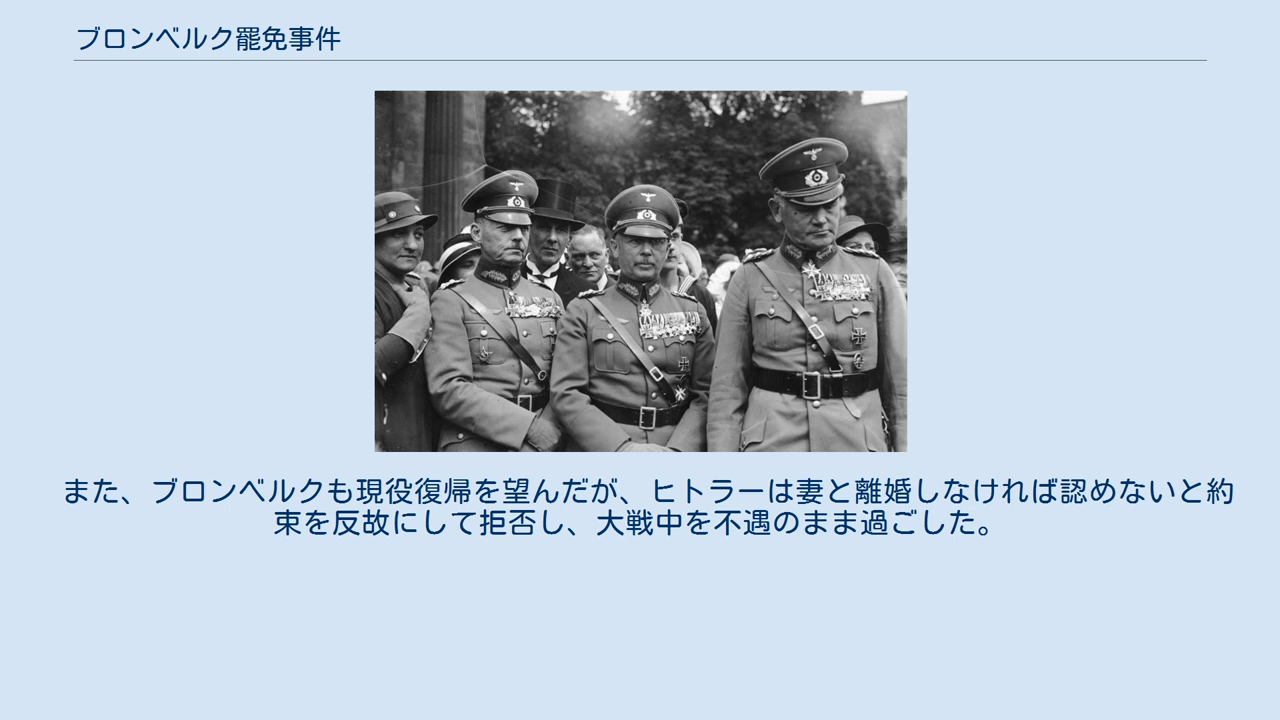 ブロンベルク罷免事件
また、ブロンベルクも現役復帰を望んだが、ヒトラーは妻と離婚しなければ認めないと約
束を反故にして拒否し、大戦中を不遇のまま過ごした。